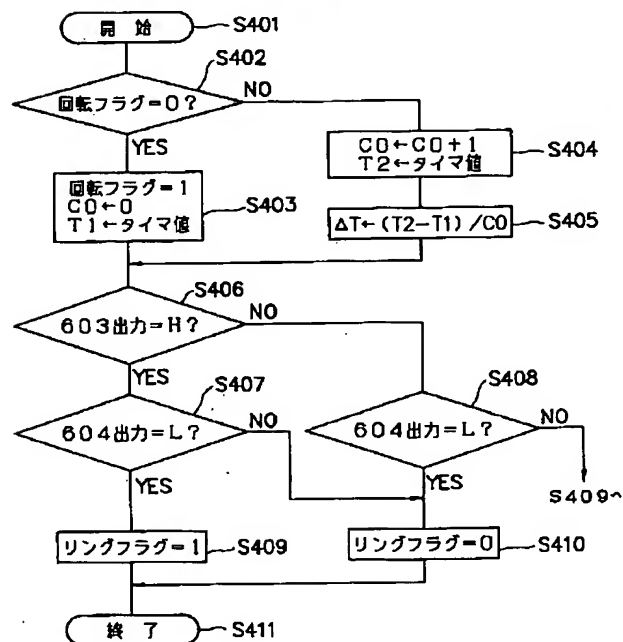 開始
S401
S402
回転フラグ=0?
NO
YES
C0←C0+1
T2←タイマ値
S404
回転フラグ=1
C0←0
T1←タイマ値
S403
ΔT←(T2-T1)/C0
S405
S406
603出力=H?
NO
YES
S407
604出力=L?
NO
YES
S408
604出力=L?
NO
YES
S409へ
リングフラグ=1
S409
リングフラグ=0
S410
終了
S411